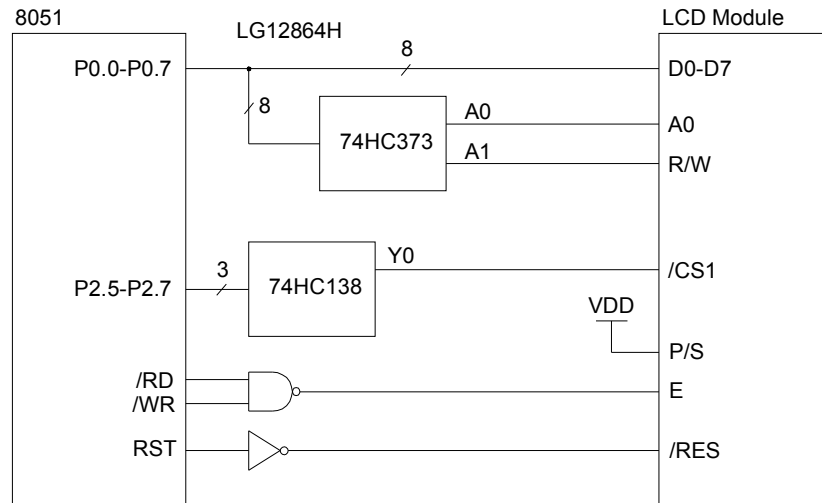 8051
LG12864H
LCD Module
P0.0-P0.7
8
D0-D7
8
74HC373
A0
A0
A1
R/W
P2.5-P2.7
3
74HC138
Y0
/CS1
VDD
P/S
/RD
/WR
E
RST
/RES